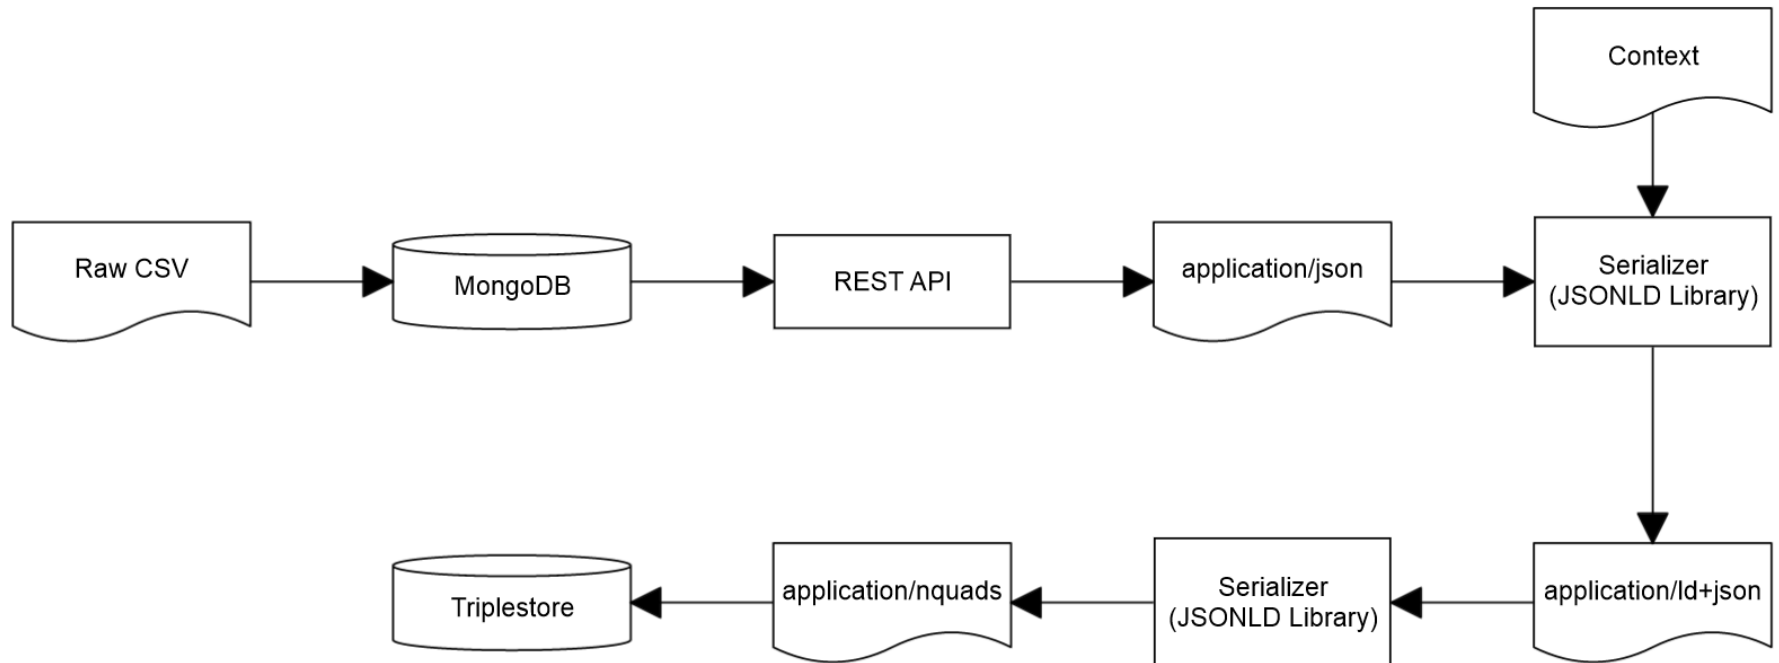 Context
Raw CSV
MongoDB
REST API
application/json
Serializer
(JSONLD Library)
Triplestore
application/nquads
Serializer
(JSONLD Library)
application/ld+json